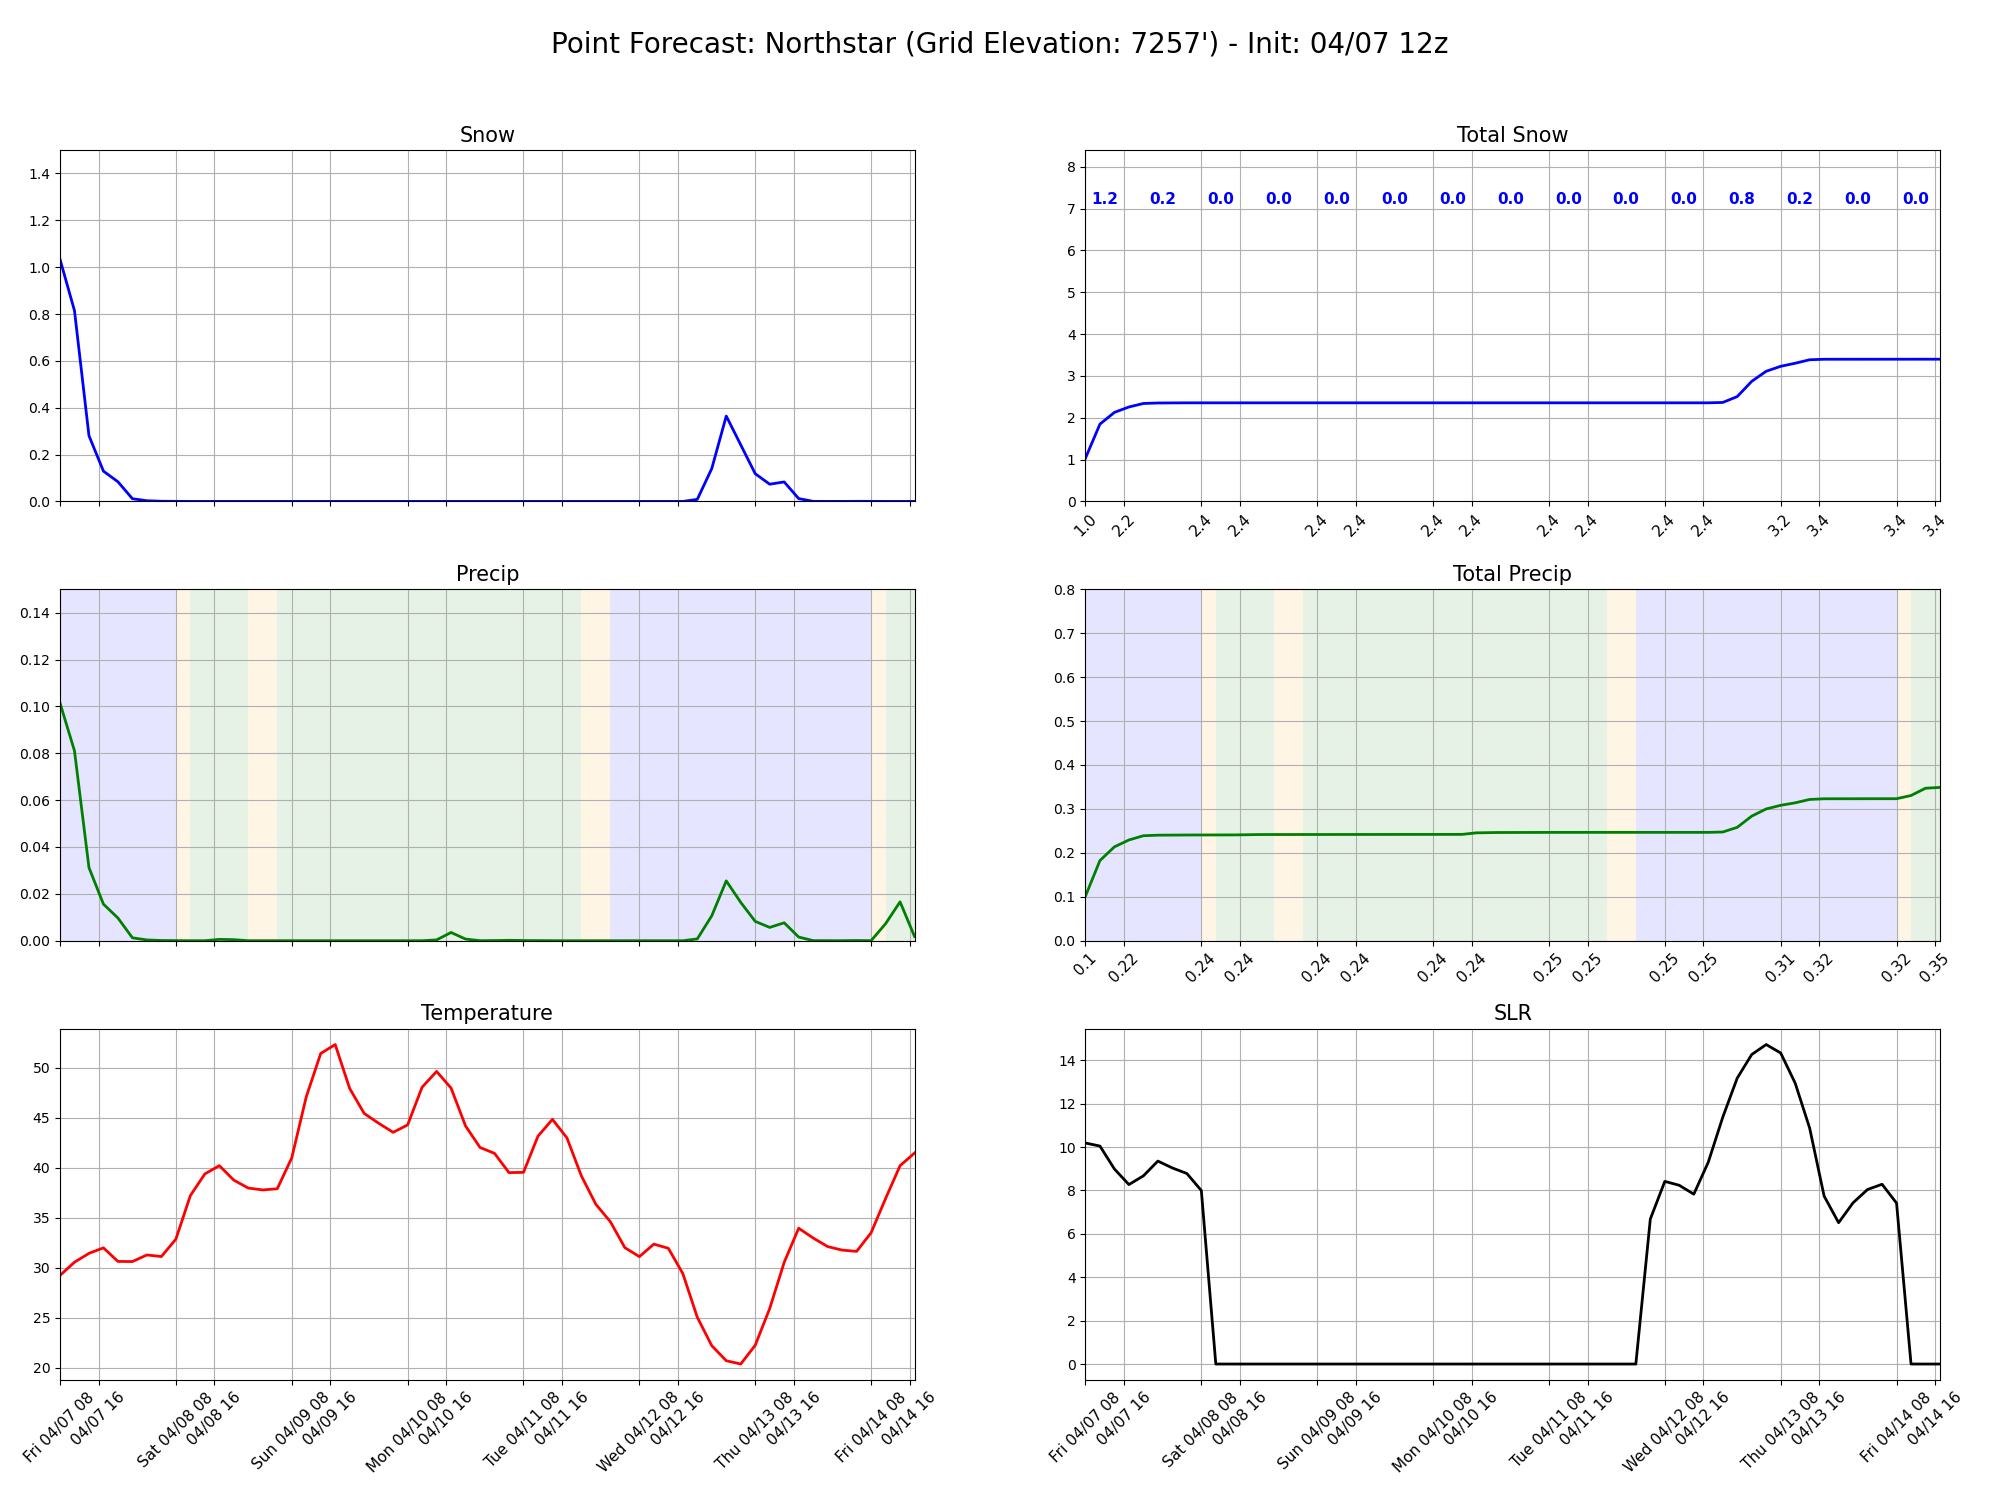 Point Forecast: Northstar (Grid Elevation: 7257') - Init: 04/07 12z
Snow
1.4
1.2
1.0
0.8
0.6
0.4
0.2
0.0
Total Snow
8
7
6
5
4
3
2
1
0
1.2 0.2 0.0 0.0 0.0 0.0 0.0 0.0 0.0 0.0 0.0 0.8 0.2 0.0 0.0
1.0 2.2 2.4 2.4 2.4 2.4 2.4 2.4 2.4 2.4 2.4 2.4 3.2 3.4 3.4 3.4
Precip
0.14
0.12
0.10
0.08
0.06
0.04
0.02
0.00
Total Precip
0.8
0.7
0.6
0.5
0.4
0.3
0.2
0.1
0.0
0.1 0.22 0.24 0.24 0.24 0.24 0.24 0.24 0.25 0.25 0.25 0.25 0.31 0.32 0.32 0.35
Temperature
50
45
40
35
30
25
20
Fri 04/07 08
04/07 16
Sat 04/08 08
04/08 16
Sun 04/09 08
04/09 16
Mon 04/10 08
04/10 16
Tue 04/11 08
04/11 16
Wed 04/12 08
04/12 16
Thu 04/13 08
04/13 16
Fri 04/14 08
04/14 16
SLR
14
12
10
8
6
4
2
0
Fri 04/07 08
04/07 16
Sat 04/08 08
04/08 16
Sun 04/09 08
04/09 16
Mon 04/10 08
04/10 16
Tue 04/11 08
04/11 16
Wed 04/12 08
04/12 16
Thu 04/13 08
04/13 16
Fri 04/14 08
04/14 16